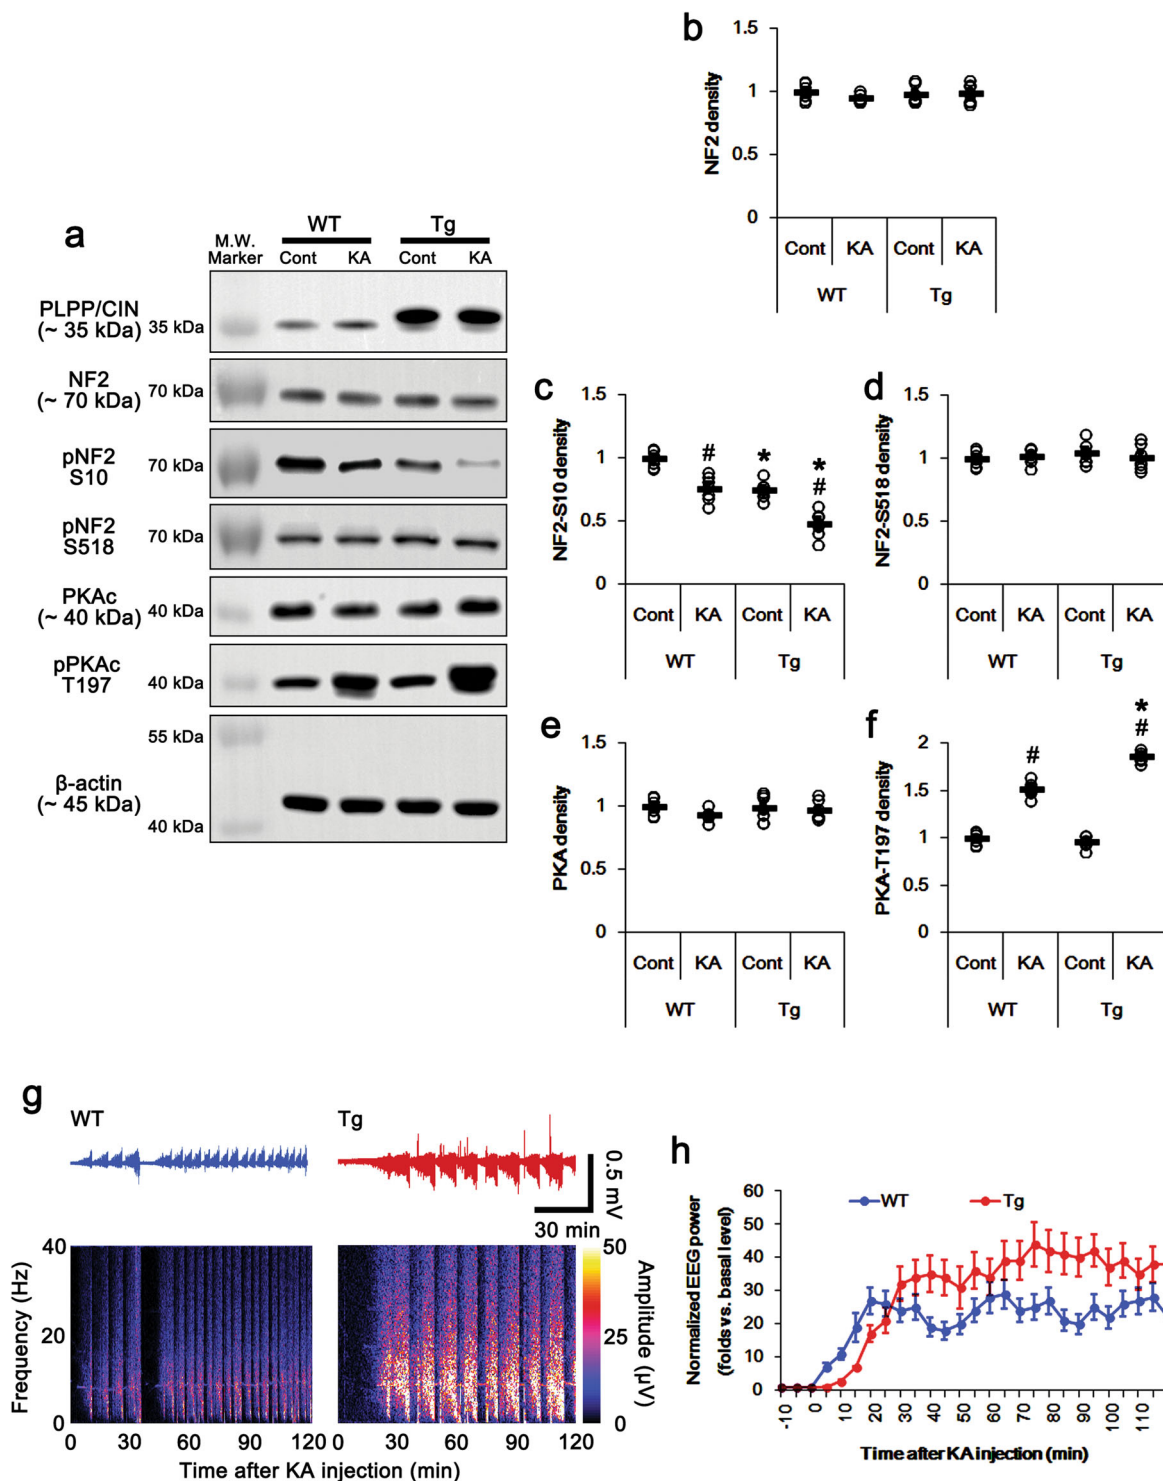 b
NF2 density
1.5
1
0.5
0
Cont KA Cont KA
WT Tg
a
WT Tg
M.W.
Marker Cont KA Cont KA
PLPP/CIN
(~ 35 kDa) 35 kDa
NF2
(~ 70 kDa) 70 kDa
pNF2
S10 70 kDa
pNF2
S518 70 kDa
PKAc
(~ 40 kDa) 40 kDa
pPKAc
T197 40 kDa
55 kDa
β-actin
(~ 45 kDa)
40 kDa
c
NF2-S10 density
1.5
1
0.5
0
# * *
#
Cont KA Cont KA
WT Tg
d
NF2-S518 density
1.5
1
0.5
0
Cont KA Cont KA
WT Tg
e
PKA density
1.5
1
0.5
0
Cont KA Cont KA
WT Tg
f
PKA-T197 density
2
1.5
1
0.5
0
# *
#
Cont KA Cont KA
WT Tg
g
WT Tg
0.5 mV
30 min
Frequency (Hz)
40
20
0
0 30 60 90 120
0 30 60 90 120
50
25
0
Amplitude (μV)
Time after KA injection (min)
h
Normalized EEG power
(folds vs. basal level)
60
50
40
30
20
10
0
WT Tg
-10 0 10 20 30 40 50 60 70 80 90 100 110
Time after KA injection (min)